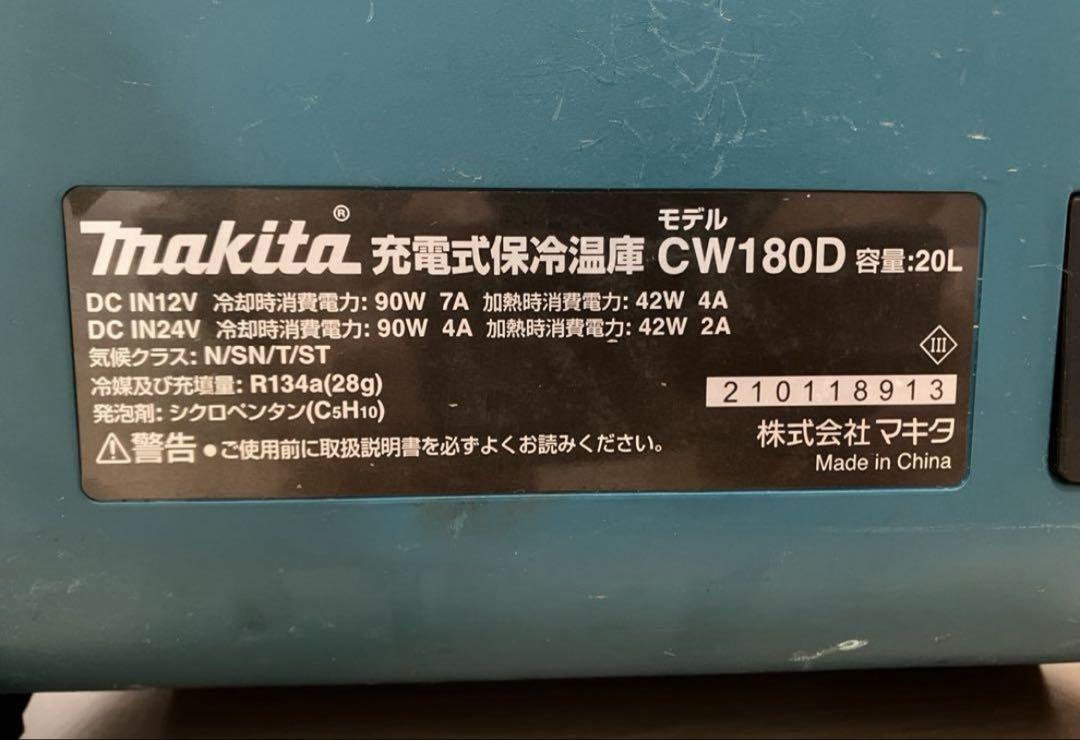 makita® 充電式保冷温庫 モデル CW180D 容量:20L
DC IN12V 冷却時消費電力: 90W 7A 加熱時消費電力: 42W 4A
DC IN24V 冷却時消費電力: 90W 4A 加熱時消費電力: 42W 2A
気候クラス: N/SN/T/ST
III
冷媒及び充填量: R134a(28g)
210118913
発泡剤: シクロペンタン(C5H10)
⚠警告 ●ご使用前に取扱説明書を必ずよくお読みください。
株式会社 マキタ
Made in China